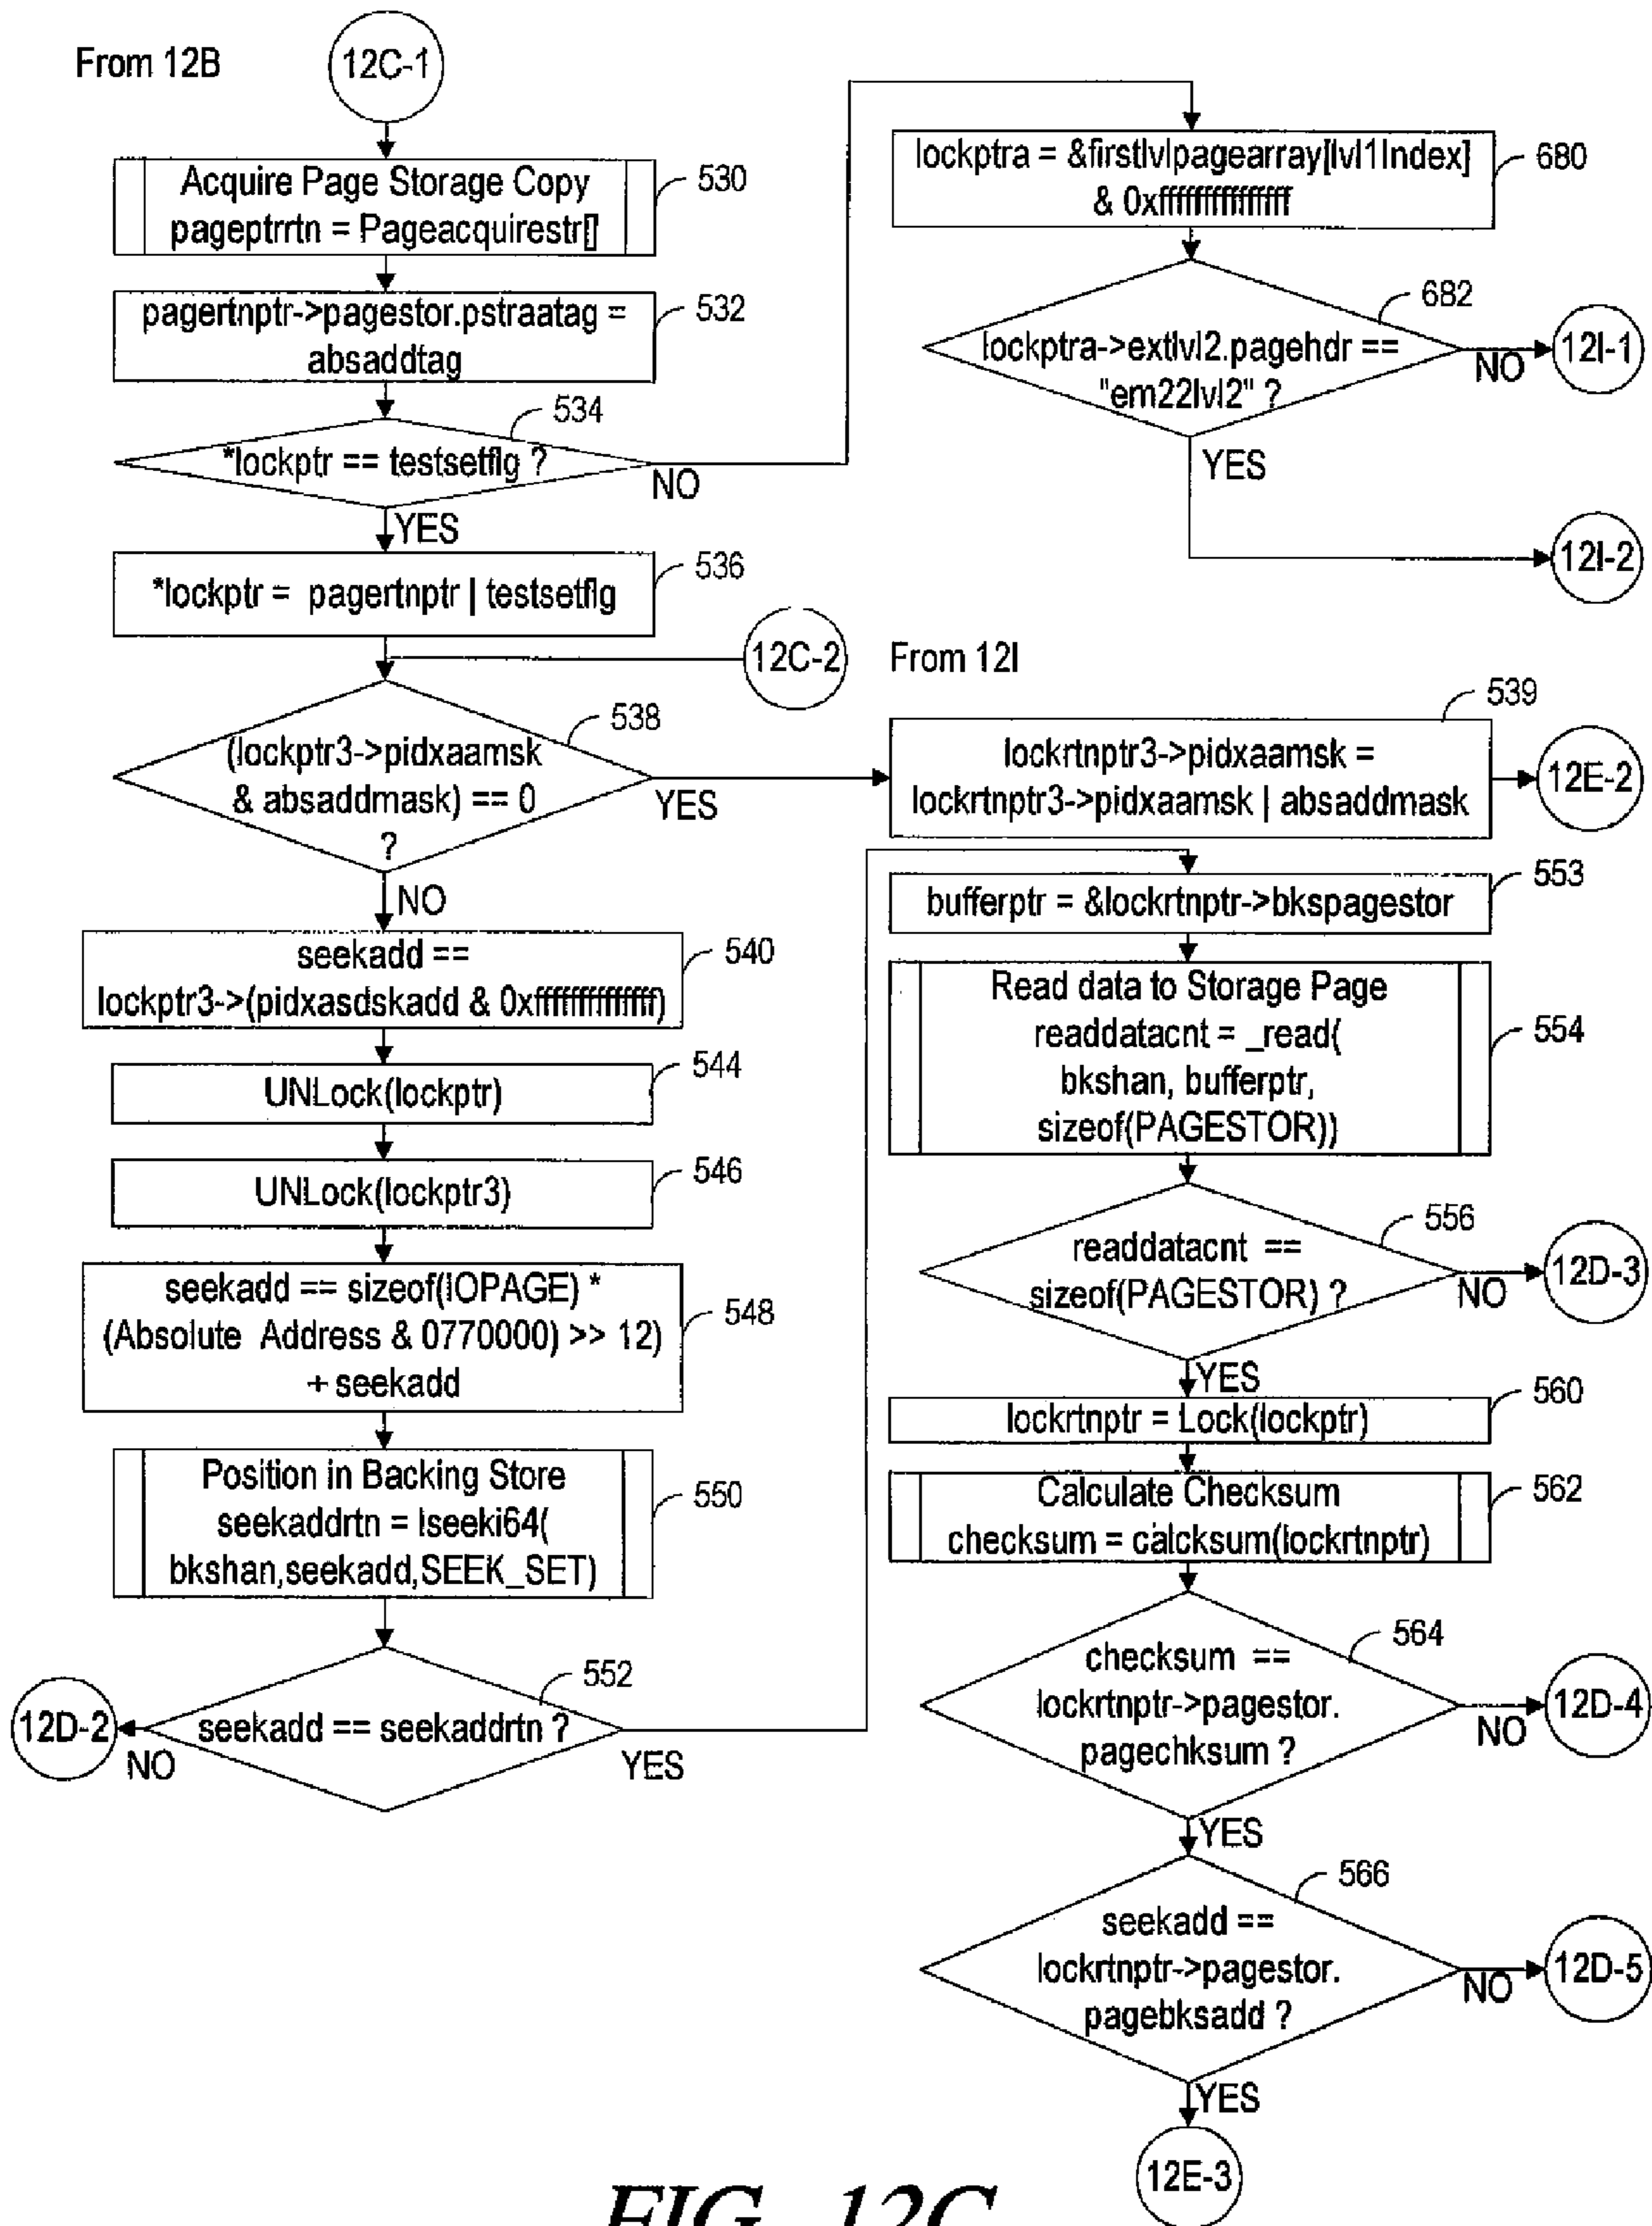 From 12B
12C-1
Acquire Page Storage Copy
pageptrrtn = Pageacquirestr[]
530
pagertnptr->pagestor.pstraatag =
absaddtag
532
534
*lockptr == testsetflg ?
NO
YES
*lockptr = pagertnptr | testsetflg
536
12C-2
From 12I
538
(lockptr3->pidxaamsk
& absaddmask) == 0
?
YES
NO
seekadd ==
540
UNLock(lockptr)
544
UNLock(lockptr3)
546
seekadd == sizeof(IOPAGE) *
(Absolute Address & 0770000) >> 12)
+ seekadd
548
Position in Backing Store
seekaddrtn = lseeki64(
bkshan,seekadd,SEEK_SET)
550
552
seekadd == seekaddrtn ?
12D-2
NO
YES
lockptra = &firstlvlpagearray[lvl1Index]
680
682
lockptra->extlvl2.pagehdr ==
"em22lvl2" ?
NO
12I-1
YES
12I-2
539
lockrtnptr3->pidxaamsk =
lockrtnptr3->pidxaamsk | absaddmask
12E-2
bufferptr = &lockrtnptr->bkspagestor
553
Read data to Storage Page
readdatacnt = _read(
bkshan, bufferptr,
sizeof(PAGESTOR))
554
556
readdatacnt ==
sizeof(PAGESTOR) ?
NO
12D-3
YES
lockrtnptr = Lock(lockptr)
560
Calculate Checksum
checksum = calcksum(lockrtnptr)
562
564
checksum ==
lockrtnptr->pagestor.
pagechksum ?
NO
12D-4
YES
566
seekadd ==
lockrtnptr->pagestor.
pagebksadd ?
NO
12D-5
YES
12E-3
FIG. 12C